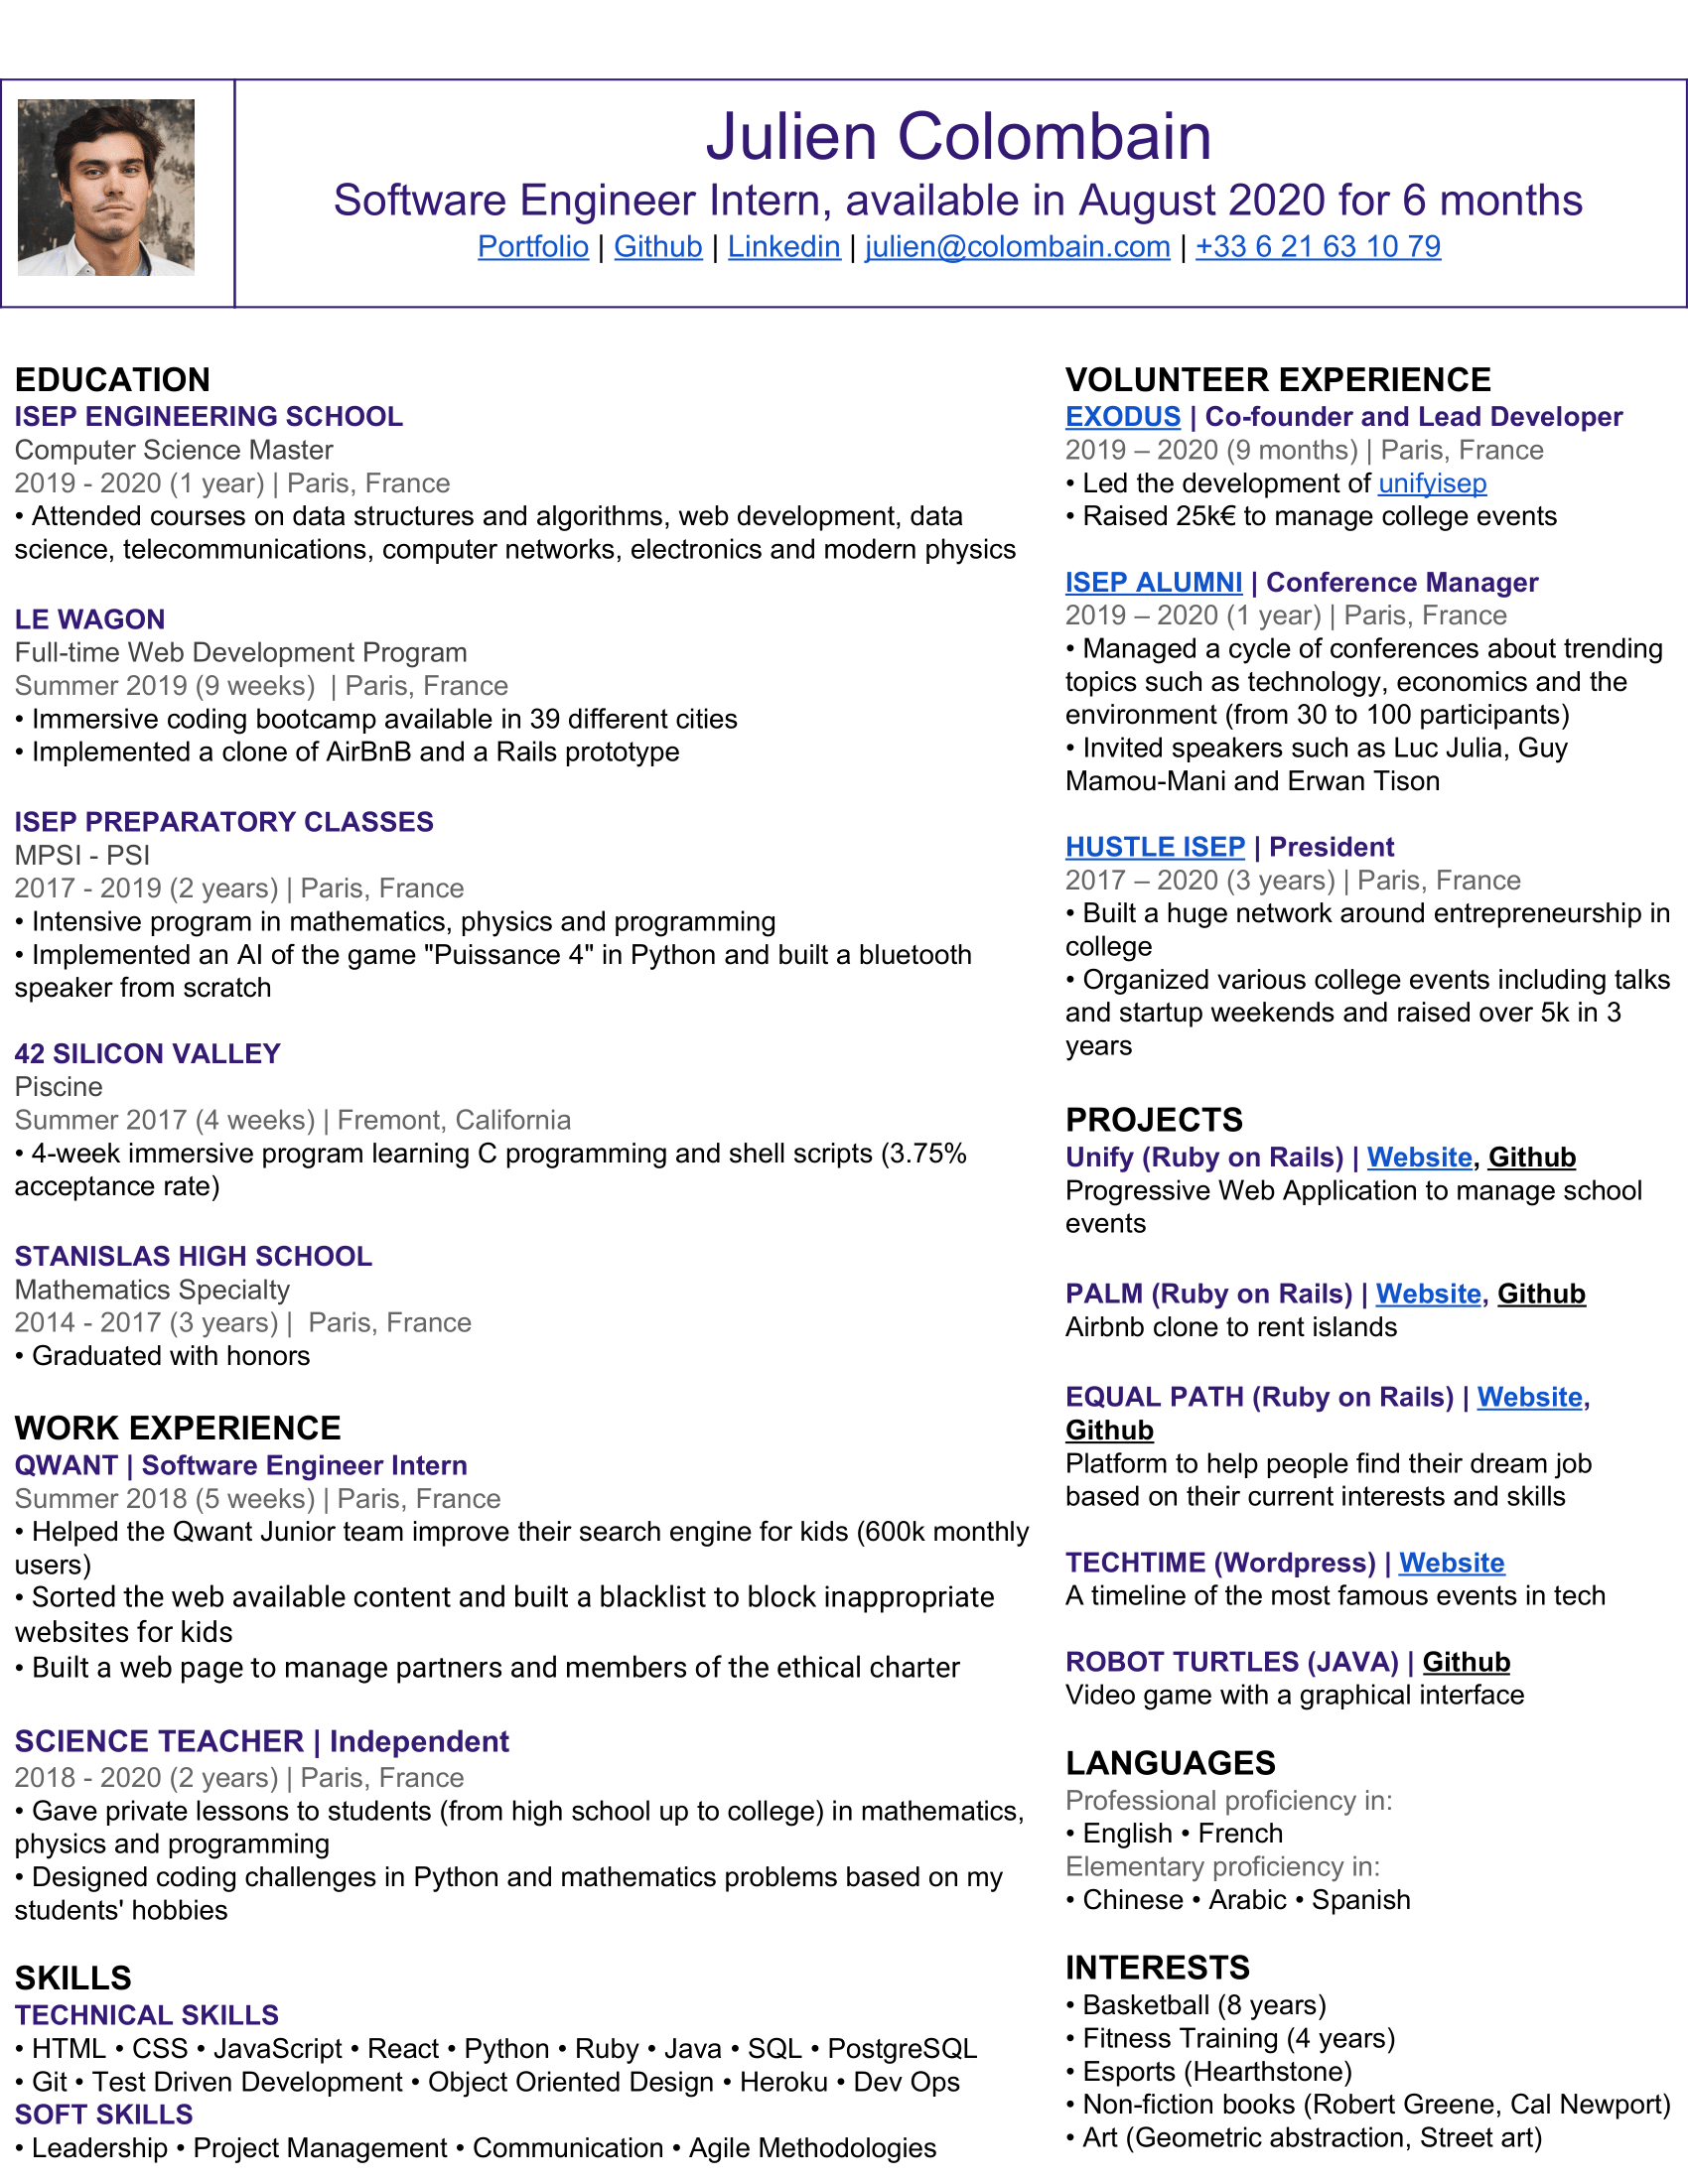 Julien Colombain
Software Engineer Intern, available in August 2020 for 6 months
Portfolio | Github | Linkedin | julien@colombain.com | +33 6 21 63 10 79
EDUCATION
ISEP ENGINEERING SCHOOL
Computer Science Master
2019 - 2020 (1 year) | Paris, France
• Attended courses on data structures and algorithms, web development, data
science, telecommunications, computer networks, electronics and modern physics
LE WAGON
Full-time Web Development Program
Summer 2019 (9 weeks)  | Paris, France
• Immersive coding bootcamp available in 39 different cities
• Implemented a clone of AirBnB and a Rails prototype
ISEP PREPARATORY CLASSES
MPSI - PSI
2017 - 2019 (2 years) | Paris, France
• Intensive program in mathematics, physics and programming
• Implemented an AI of the game "Puissance 4" in Python and built a bluetooth
speaker from scratch
42 SILICON VALLEY
Piscine
Summer 2017 (4 weeks) | Fremont, California
• 4-week immersive program learning C programming and shell scripts (3.75%
acceptance rate)
STANISLAS HIGH SCHOOL
Mathematics Specialty
2014 - 2017 (3 years) |  Paris, France
• Graduated with honors
WORK EXPERIENCE
QWANT | Software Engineer Intern
Summer 2018 (5 weeks) | Paris, France
• Helped the Qwant Junior team improve their search engine for kids (600k monthly
users)
• Sorted the web available content and built a blacklist to block inappropriate
websites for kids
• Built a web page to manage partners and members of the ethical charter
SCIENCE TEACHER | Independent
2018 - 2020 (2 years) | Paris, France
• Gave private lessons to students (from high school up to college) in mathematics,
physics and programming
• Designed coding challenges in Python and mathematics problems based on my
students' hobbies
SKILLS
TECHNICAL SKILLS
• HTML • CSS • JavaScript • React • Python • Ruby • Java • SQL • PostgreSQL
• Git • Test Driven Development • Object Oriented Design • Heroku • Dev Ops
SOFT SKILLS
• Leadership • Project Management • Communication • Agile Methodologies
VOLUNTEER EXPERIENCE
EXODUS | Co-founder and Lead Developer
2019 – 2020 (9 months) | Paris, France
• Led the development of unifyisep
• Raised 25k€ to manage college events
ISEP ALUMNI | Conference Manager
2019 – 2020 (1 year) | Paris, France
• Managed a cycle of conferences about trending
topics such as technology, economics and the
environment (from 30 to 100 participants)
• Invited speakers such as Luc Julia, Guy
Mamou-Mani and Erwan Tison
HUSTLE ISEP | President
2017 – 2020 (3 years) | Paris, France
• Built a huge network around entrepreneurship in
college
• Organized various college events including talks
and startup weekends and raised over 5k in 3
years
PROJECTS
Unify (Ruby on Rails) | Website, Github
Progressive Web Application to manage school
events
PALM (Ruby on Rails) | Website, Github
Airbnb clone to rent islands
EQUAL PATH (Ruby on Rails) | Website,
Github
Platform to help people find their dream job
based on their current interests and skills
TECHTIME (Wordpress) | Website
A timeline of the most famous events in tech
ROBOT TURTLES (JAVA) | Github
Video game with a graphical interface
LANGUAGES
Professional proficiency in:
• English • French
Elementary proficiency in:
• Chinese • Arabic • Spanish
INTERESTS
• Basketball (8 years)
• Fitness Training (4 years)
• Esports (Hearthstone)
• Non-fiction books (Robert Greene, Cal Newport)
• Art (Geometric abstraction, Street art)